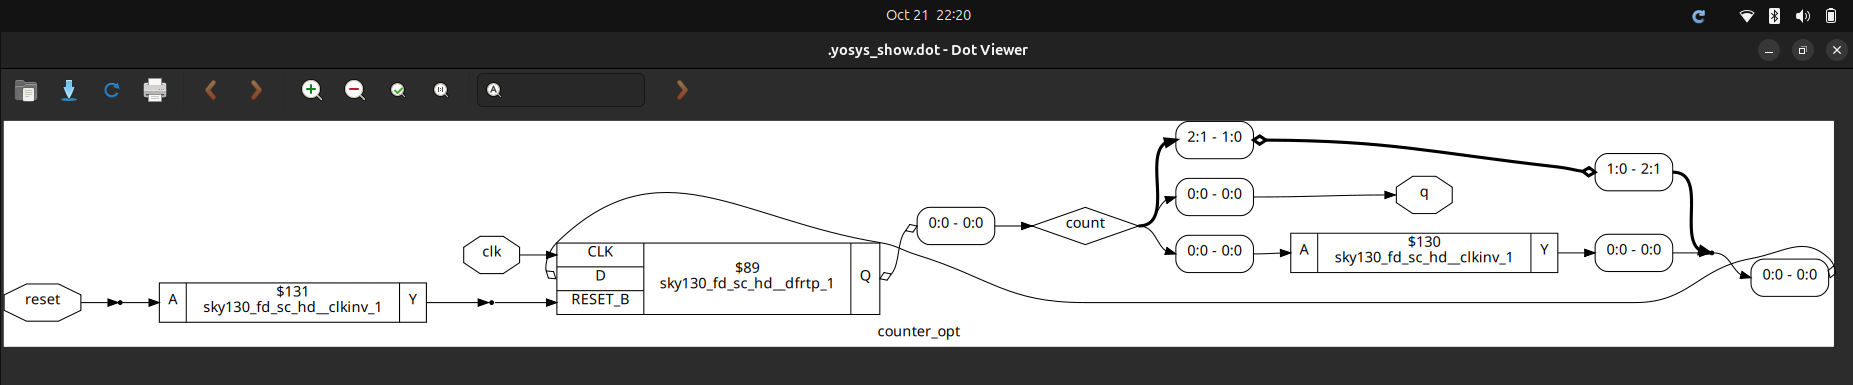 Oct 21 22:20
.yosys_show.dot - Dot Viewer
2:1 - 1:0
1:0 - 2:1
0:0 - 0:0
q
clk
CLK
D
RESET_B
$89
sky130_fd_sc_hd__dfrtp_1
Q
0:0 - 0:0
count
0:0 - 0:0
A
$130
sky130_fd_sc_hd__clkinv_1
Y
0:0 - 0:0
0:0 - 0:0
reset
A
$131
sky130_fd_sc_hd__clkinv_1
Y
counter_opt